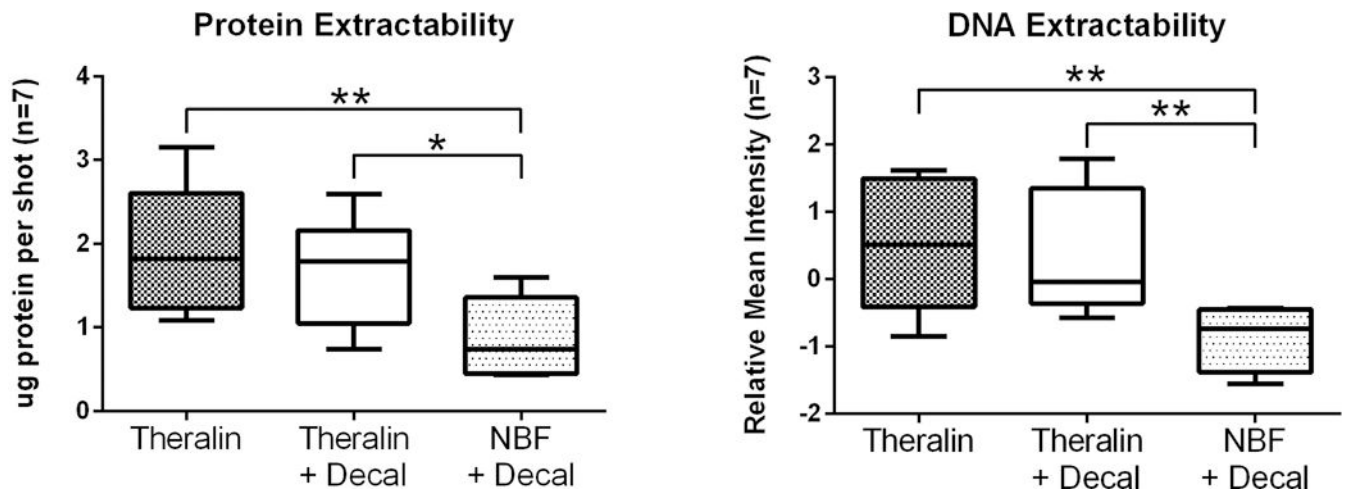 Protein Extractability
ug protein per shot (n=7)
4
3
2
1
0
**
*
Theralin
Theralin
+ Decal
NBF
+ Decal
DNA Extractability
Relative Mean Intensity (n=7)
3
2
1
0
-1
-2
**
**
Theralin
Theralin
+ Decal
NBF
+ Decal